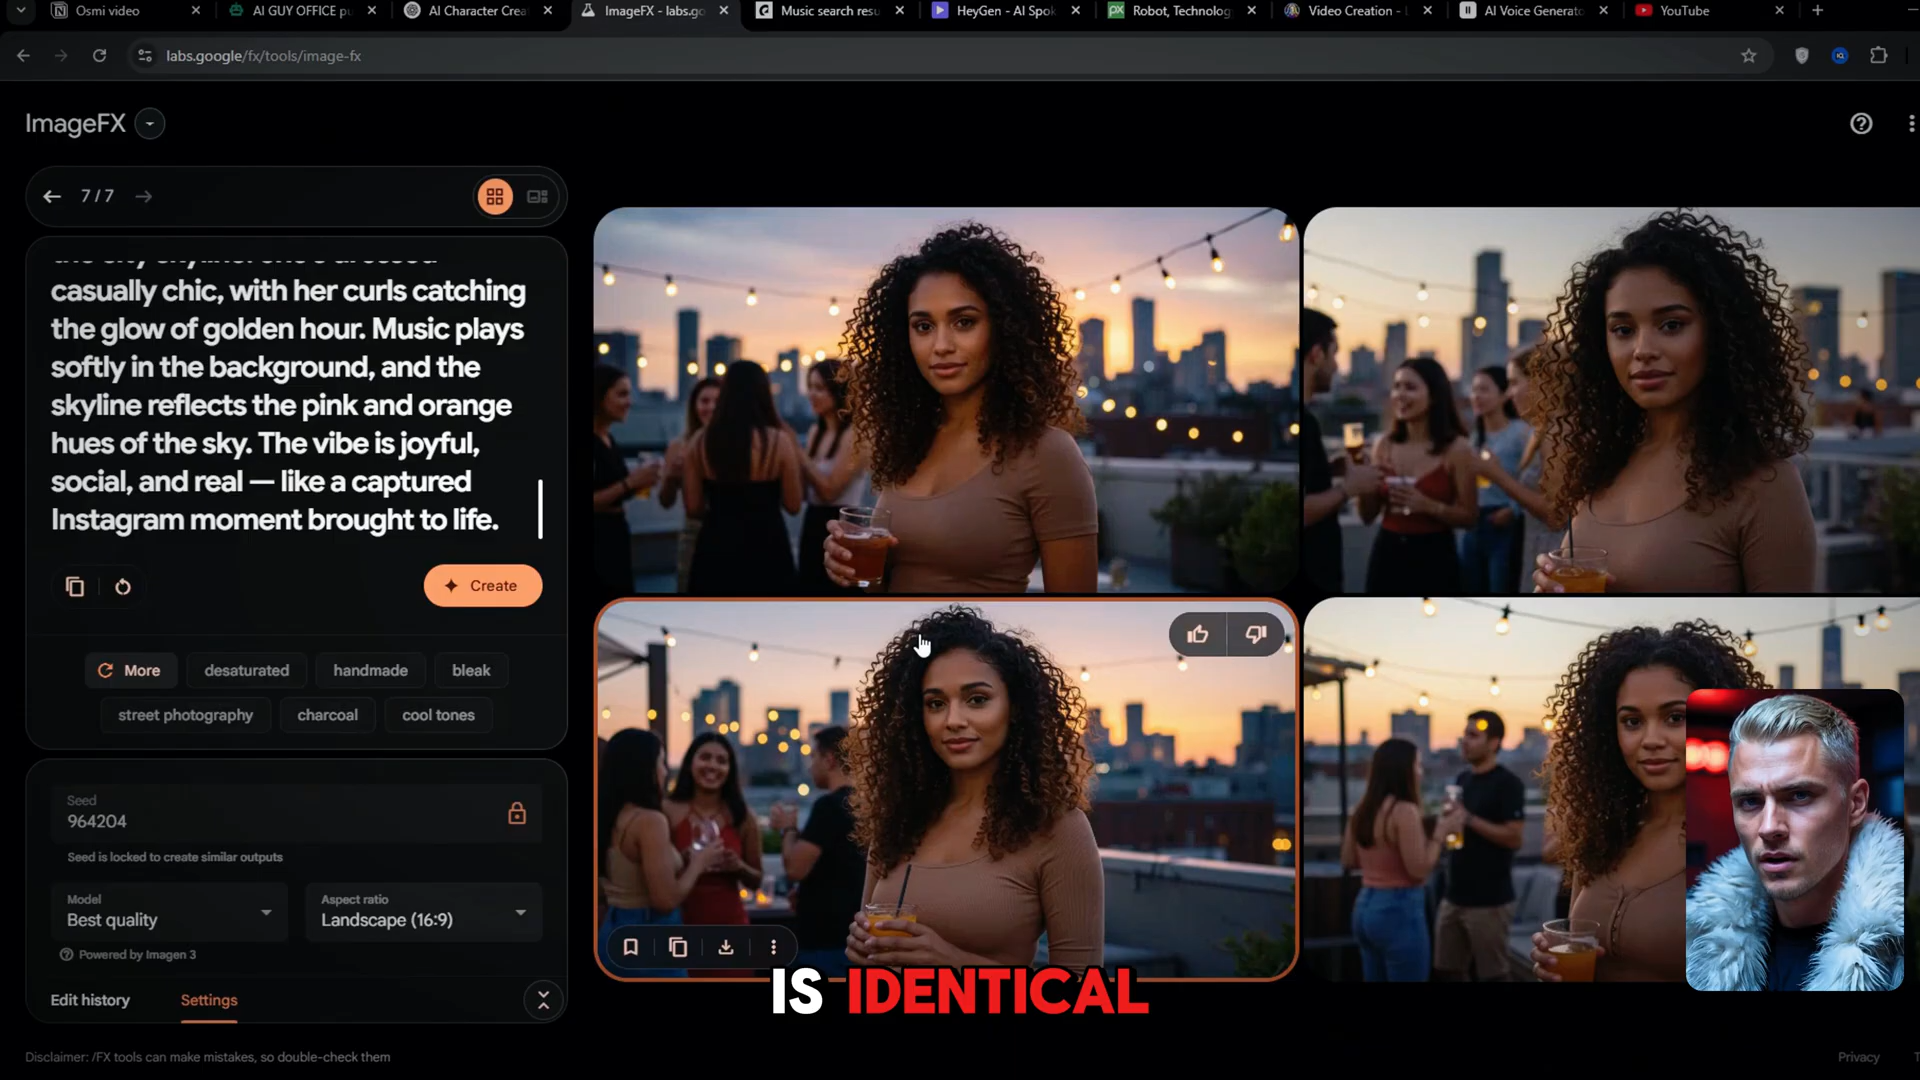 Osmi video
AI GUY OFFICE pu
AI Character Crea
ImageFX - labs.go
Music search resu
HeyGen - AI Spok
Robot, Technolog
Video Creation - L
AI Voice Generato
YouTube
labs.google/fx/tools/image-fx
ImageFX
7 / 7
casually chic, with her curls catching
the glow of golden hour. Music plays
softly in the background, and the
skyline reflects the pink and orange
hues of the sky. The vibe is joyful,
social, and real — like a captured
Instagram moment brought to life.
Create
More
desaturated
handmade
bleak
street photography
charcoal
cool tones
Seed
964204
Seed is locked to create similar outputs
Model
Best quality
Aspect ratio
Landscape (16:9)
Powered by Imagen 3
Edit history
Settings
IS IDENTICAL
Disclaimer: /FX tools can make mistakes, so double-check them
Privacy